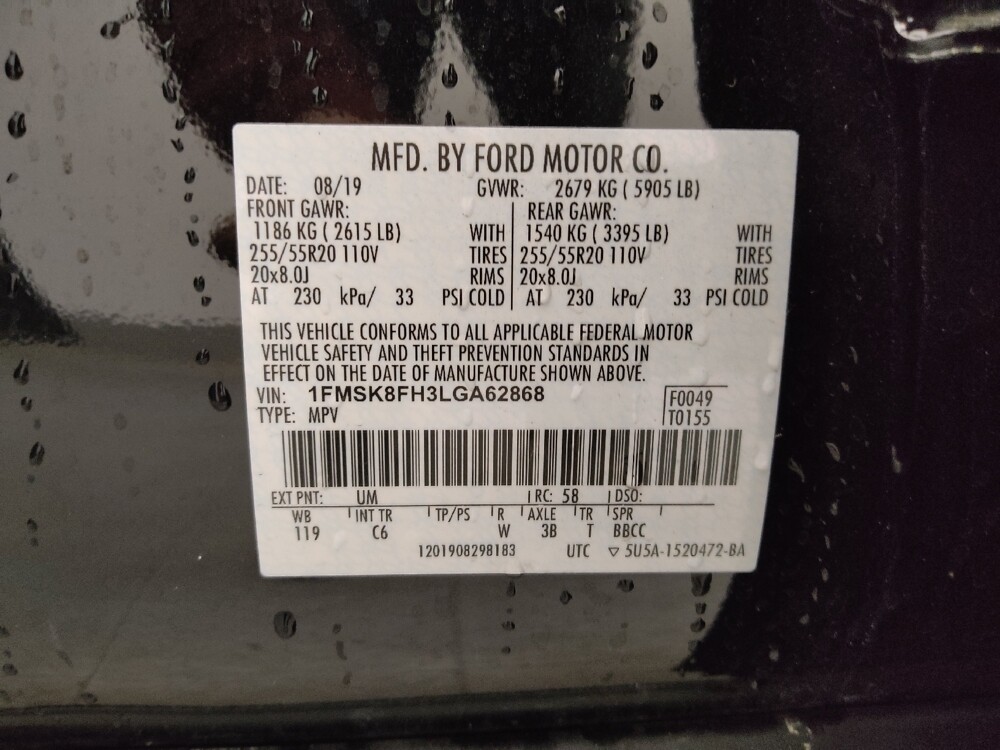 MFD. BY FORD MOTOR CO.
DATE: 08/19 GVWR: 2679 KG ( 5905 LB)
FRONT GAWR: REAR GAWR:
1186 KG ( 2615 LB) WITH 1540 KG ( 3395 LB) WITH
255/55R20 110V TIRES 255/55R20 110V TIRES
20x8.0J RIMS 20x8.0J RIMS
AT 230 kPa/ 33 PSI COLD AT 230 kPa/ 33 PSI COLD
THIS VEHICLE CONFORMS TO ALL APPLICABLE FEDERAL MOTOR
VEHICLE SAFETY AND THEFT PREVENTION STANDARDS IN
EFFECT ON THE DATE OF MANUFACTURE SHOWN ABOVE.
VIN: 1FMSK8FH3LGA62868 F0049
TYPE: MPV T0155
EXT PNT: UM RC: 58 DSO:
WB INT TR TP/PS R AXLE TR SPR
119 C6 W 3B T BBCC
1201908298183 UTC ▽ 5U5A-1520472-BA